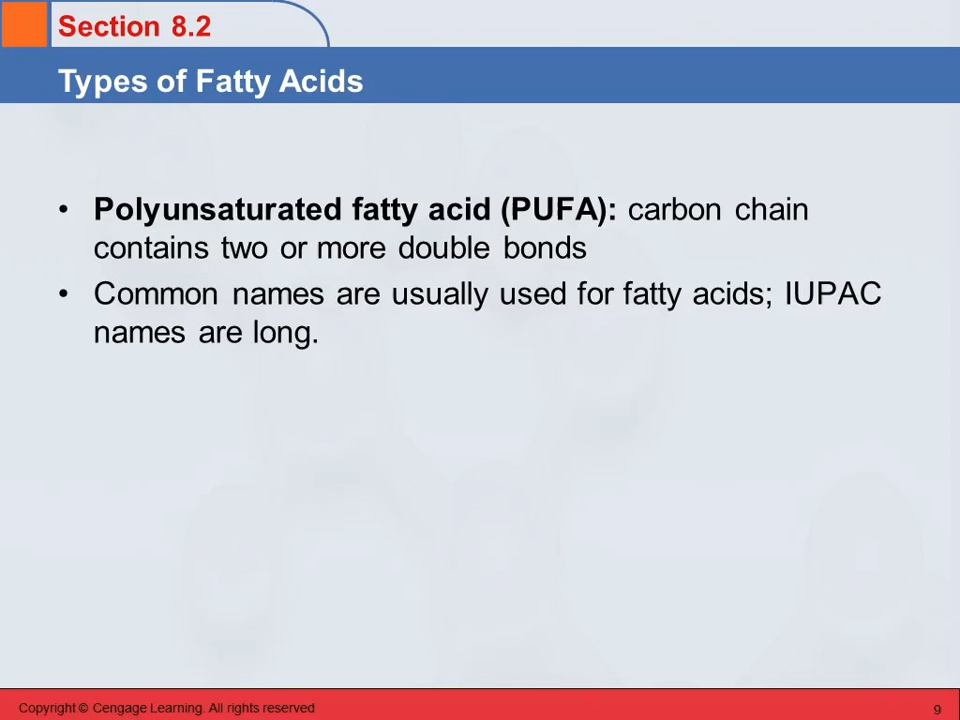 Section 8.2
Types of Fatty Acids
• Polyunsaturated fatty acid (PUFA): carbon chain
contains two or more double bonds
• Common names are usually used for fatty acids; IUPAC
names are long.
Copyright © Cengage Learning. All rights reserved
9